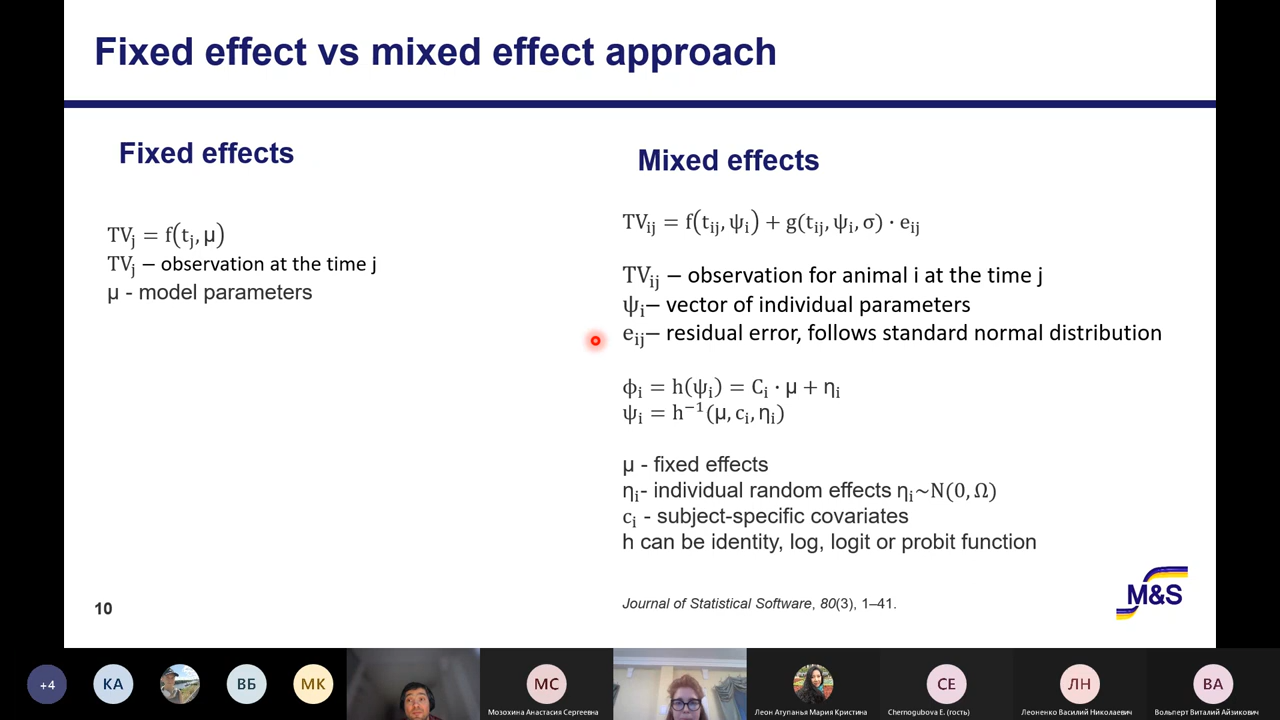 Fixed effect vs mixed effect approach
Fixed effects
TVⱼ = f(tⱼ, μ)
TVⱼ – observation at the time j
μ - model parameters
Mixed effects
TVᵢⱼ = f(tᵢⱼ, ψᵢ) + g(tᵢⱼ, ψᵢ, σ) · eᵢⱼ
TVᵢⱼ – observation for animal i at the time j
ψᵢ– vector of individual parameters
eᵢⱼ– residual error, follows standard normal distribution
ϕᵢ = h(ψᵢ) = Cᵢ · μ + ηᵢ
ψᵢ = h⁻¹(μ, cᵢ, ηᵢ)
μ - fixed effects
ηᵢ- individual random effects ηᵢ~N(0, Ω)
cᵢ - subject-specific covariates
h can be identity, log, logit or probit function
10
Journal of Statistical Software, 80(3), 1–41.
M&S
+4
КА
ВБ
МК
МС
СЕ
ЛН
ВА
Мозохина Анастасия Сергеевна
Леон Атупанья Мария Кристина
Chernogubova E. (гость)
Леоненко Василий Николаевич
Вольперт Виталий Айзикович